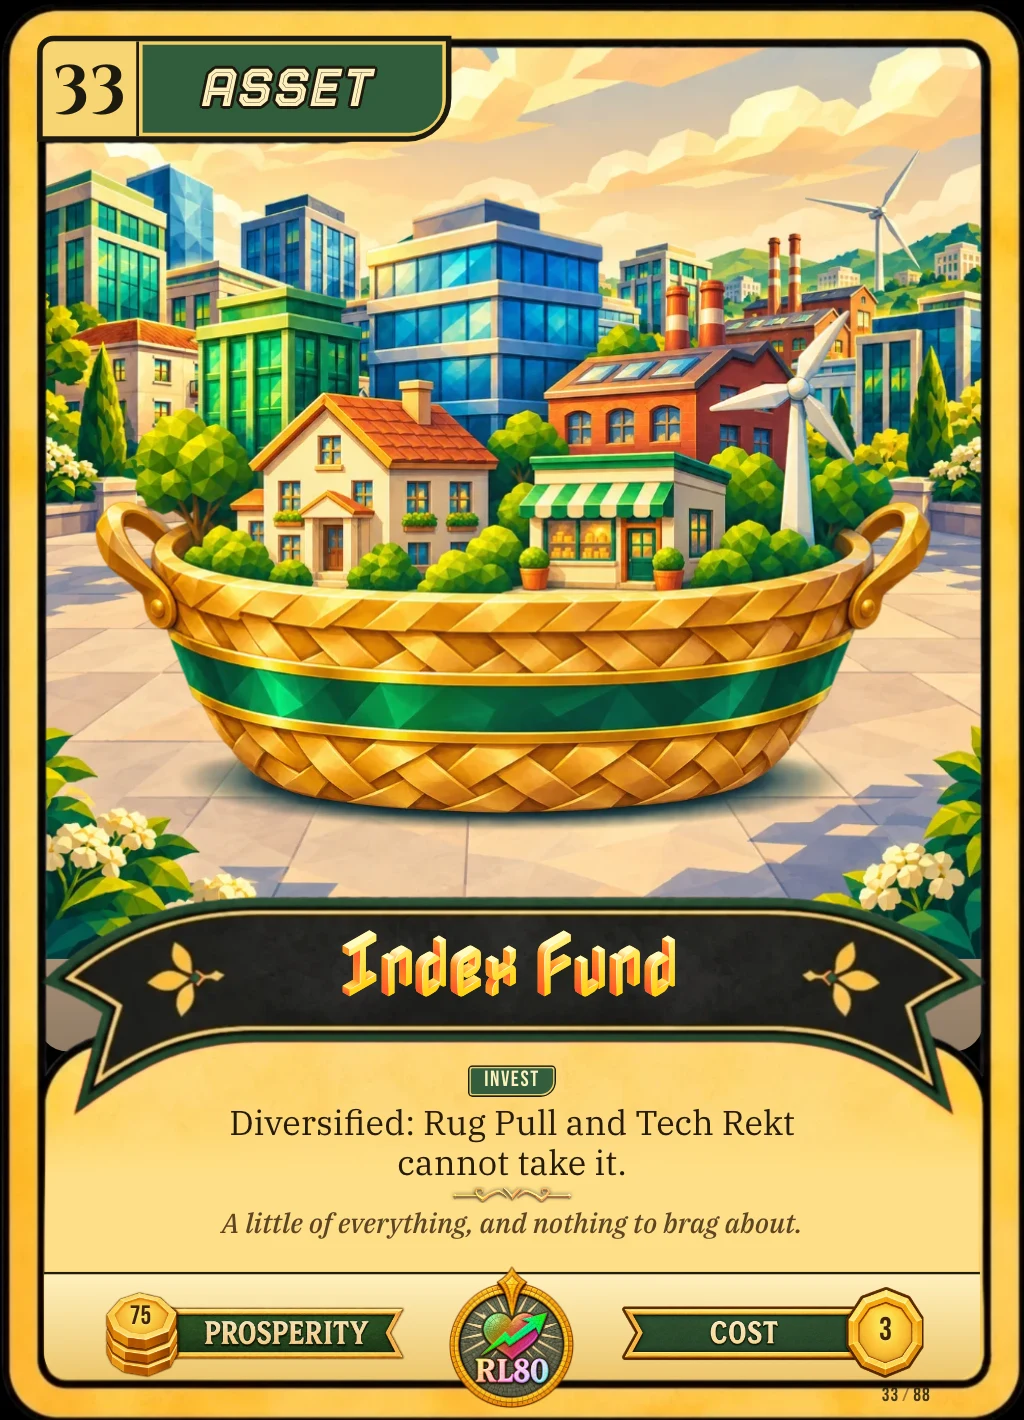 33 ASSET
Index Fund
INVEST
Diversified: Rug Pull and Tech Rekt
cannot take it.
A little of everything, and nothing to brag about.
75 PROSPERITY
RL80
COST 3
33 / 88